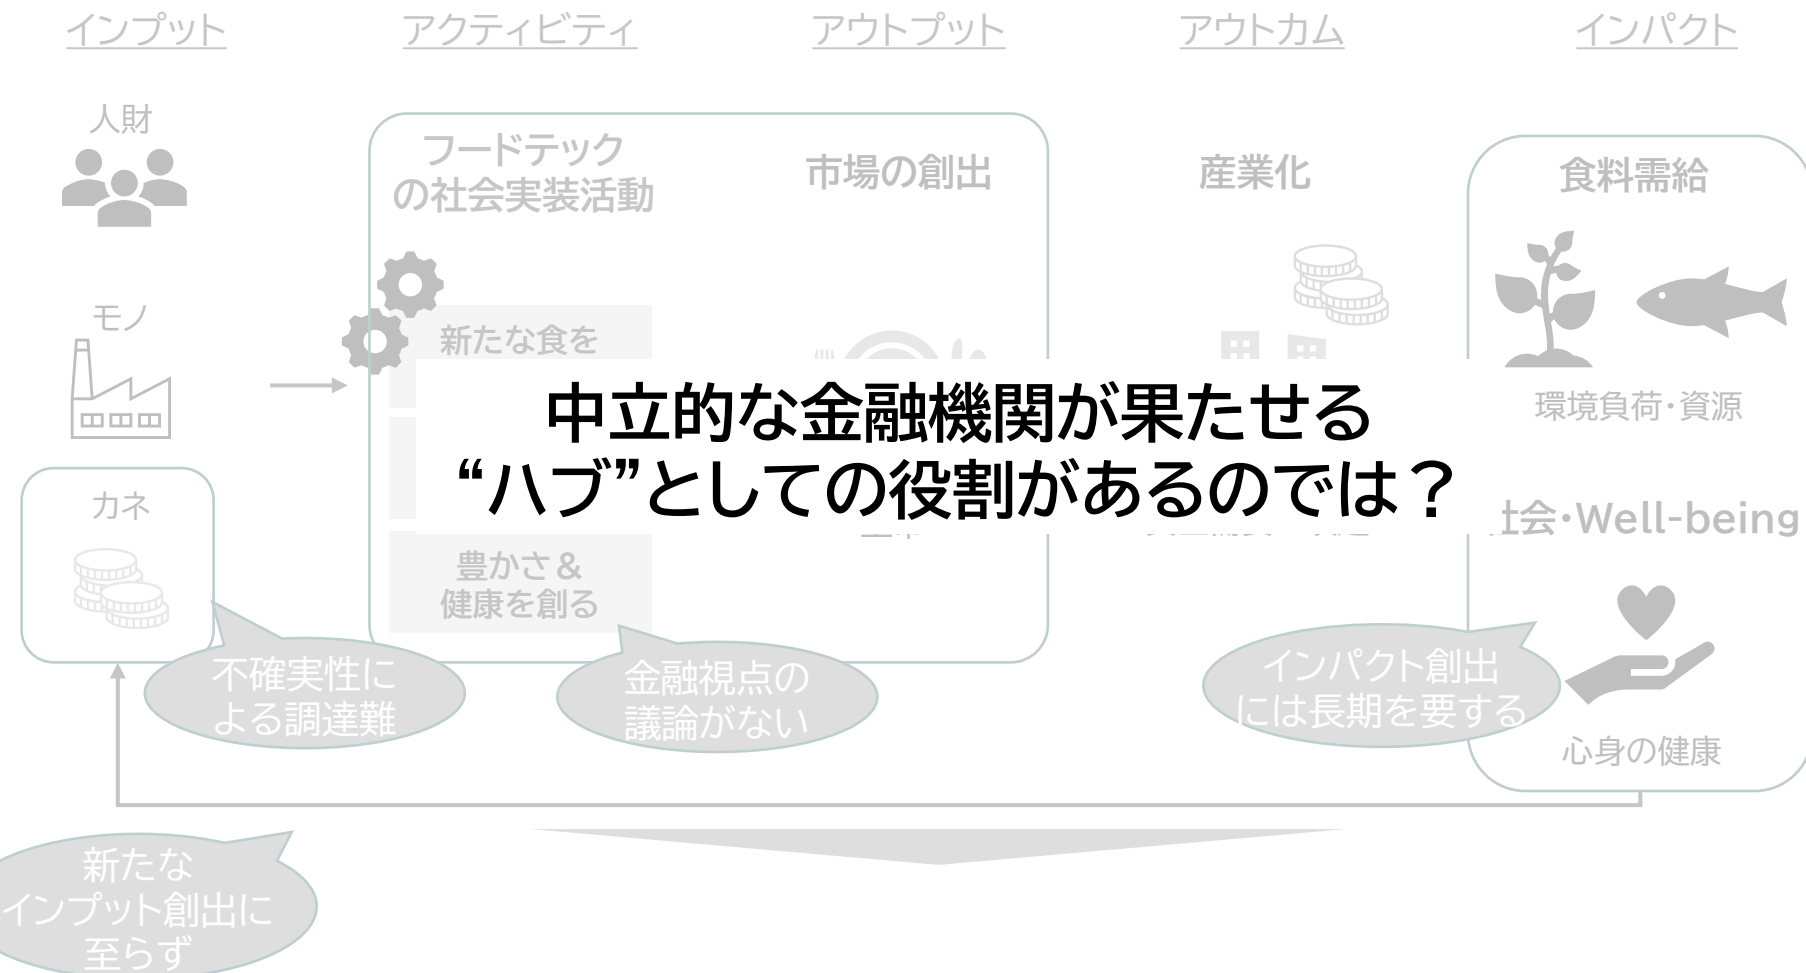 インプット
アクティビティ
アウトプット
アウトカム
インパクト
人財
モノ
カネ
フードテック
の社会実装活動
新たな食を
豊かさ&
健康を創る
市場の創出
産業化
食料需給
環境負荷・資源
社会・Well-being
心身の健康
中立的な金融機関が果たせる
“ハブ”としての役割があるのでは？
不確実性に
よる調達難
金融視点の
議論がない
インパクト創出
には長期を要する
新たな
インプット創出に
至らず